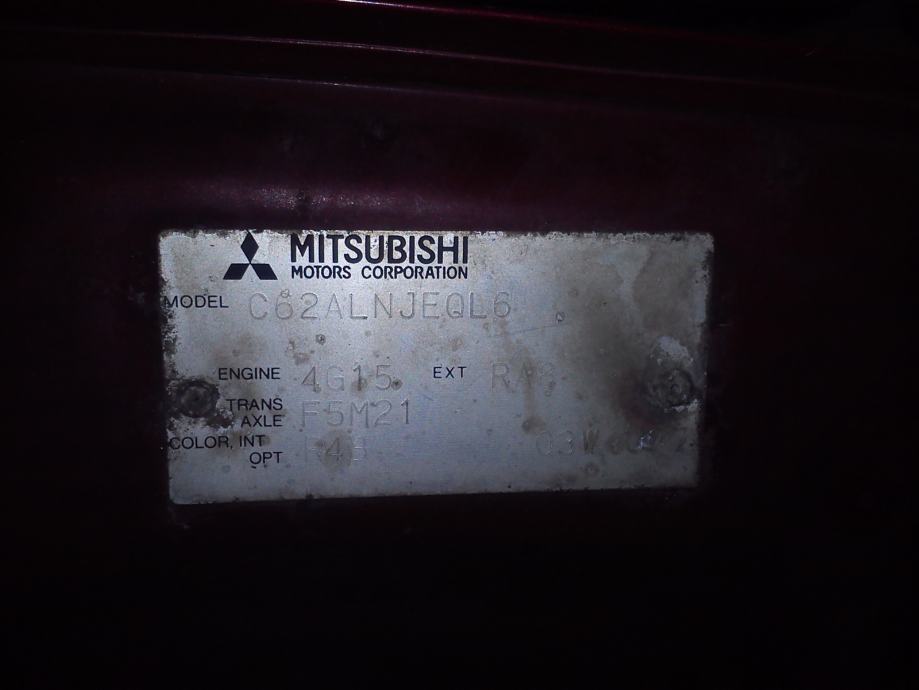 MITSUBISHI
MOTORS CORPORATION
MODEL C62ALNJEQL6
ENGINE 4G15 EXT
TRANS
AXLE F5M21
COLOR, INT
OPT